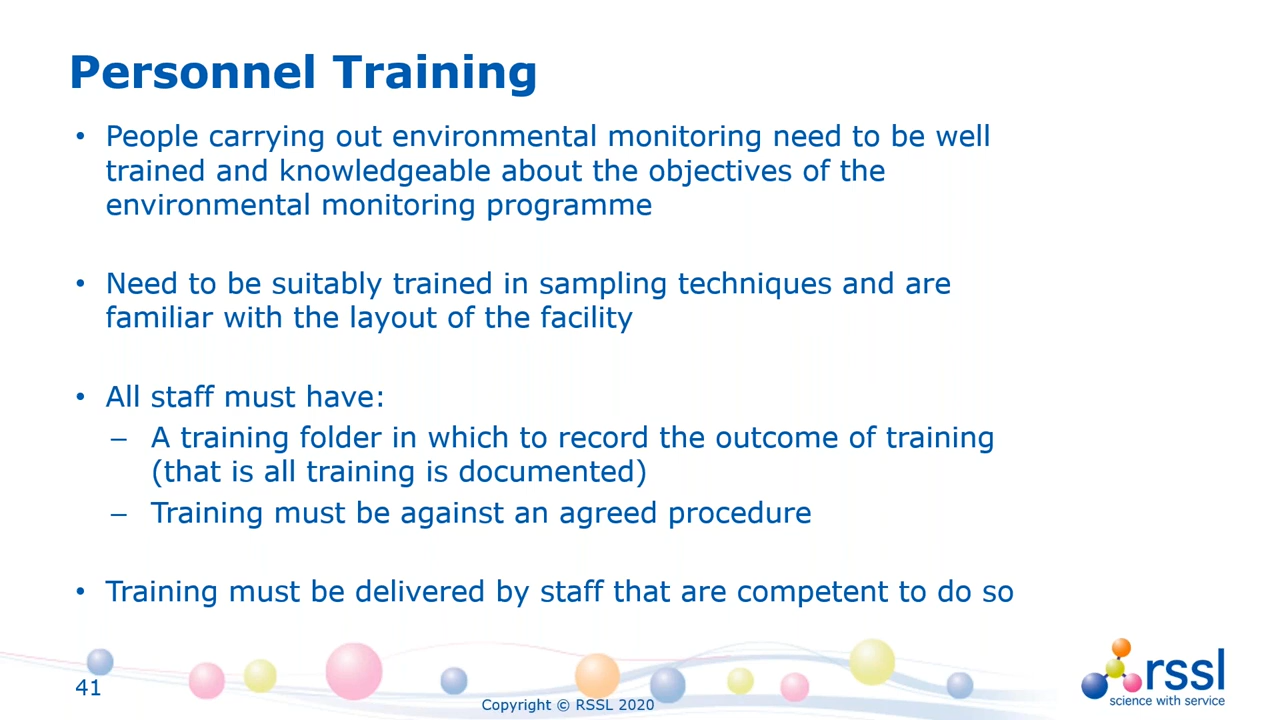 Personnel Training
• People carrying out environmental monitoring need to be well
trained and knowledgeable about the objectives of the
environmental monitoring programme
• Need to be suitably trained in sampling techniques and are
familiar with the layout of the facility
• All staff must have:
– A training folder in which to record the outcome of training
(that is all training is documented)
– Training must be against an agreed procedure
• Training must be delivered by staff that are competent to do so
41
Copyright © RSSL 2020
rssl
science with service